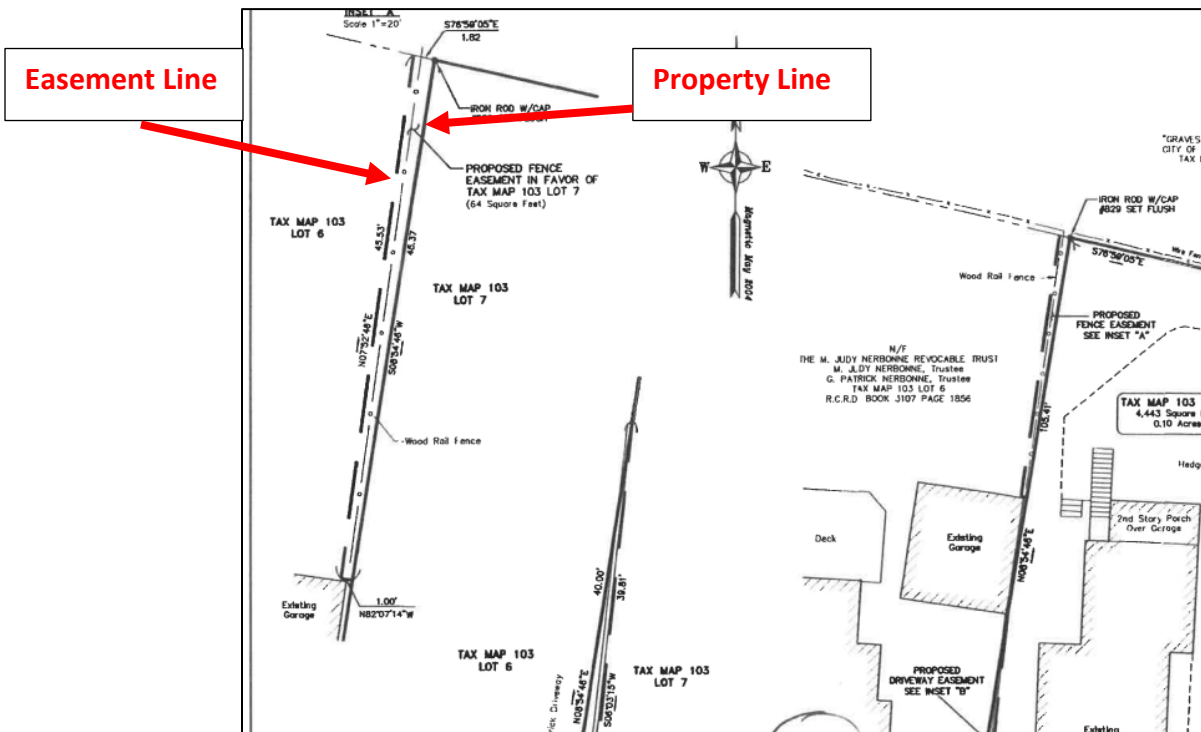 INSET "A"
Scale 1"=20'
S76°59'05"E
1.82
Easement Line
Property Line
IRON ROD W/CAP
PROPOSED FENCE
EASEMENT IN FAVOR OF
TAX MAP 103 LOT 7
(64 Square Feet)
TAX MAP 103
LOT 6
45.53'
46.37
TAX MAP 103
LOT 7
N07°52'46"E
S08°54'46"W
Wood Rail Fence
Existing
Garage
1.00'
N82°07'14"W
TAX MAP 103
LOT 6
40.00'
39.81'
TAX MAP 103
LOT 7
N08°54'46"E
S06°03'15"W
rick Driveway
N
W
E
Magnetic May 2004
"GRAVES
CITY OF
TAX
IRON ROD W/CAP
#829 SET FLUSH
S76°59'05"E
Wire Fen
Wood Rail Fence
PROPOSED
FENCE EASEMENT
SEE INSET "A"
N/F
THE M. JUDY NERBONNE REVOCABLE TRUST
M. JUDY NERBONNE, Trustee
G. PATRICK NERBONNE, Trustee
TAX MAP 103 LOT 6
R.C.R.D BOOK 3107 PAGE 1856
105.41'
TAX MAP 103
4,443 Square
0.10 Acres
Hedg
2nd Story Porch
Over Garage
Deck
Existing
Garage
N08°54'46"E
PROPOSED
DRIVEWAY EASEMENT
SEE INSET "B"
Existing